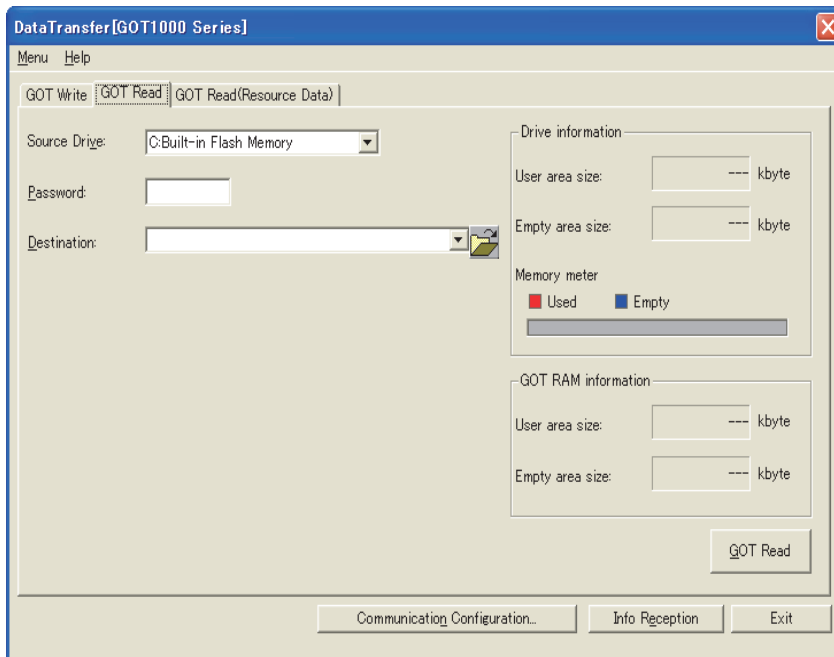 DataTransfer[GOT1000 Series]
Menu Help
GOT Write GOT Read GOT Read(Resource Data)
Source Drive: C:Built-in Flash Memory
Password:
Destination:
Drive information
User area size: --- kbyte
Empty area size: --- kbyte
Memory meter
Used Empty
GOT RAM information
User area size: --- kbyte
Empty area size: --- kbyte
GOT Read
Communication Configuration... Info Reception Exit